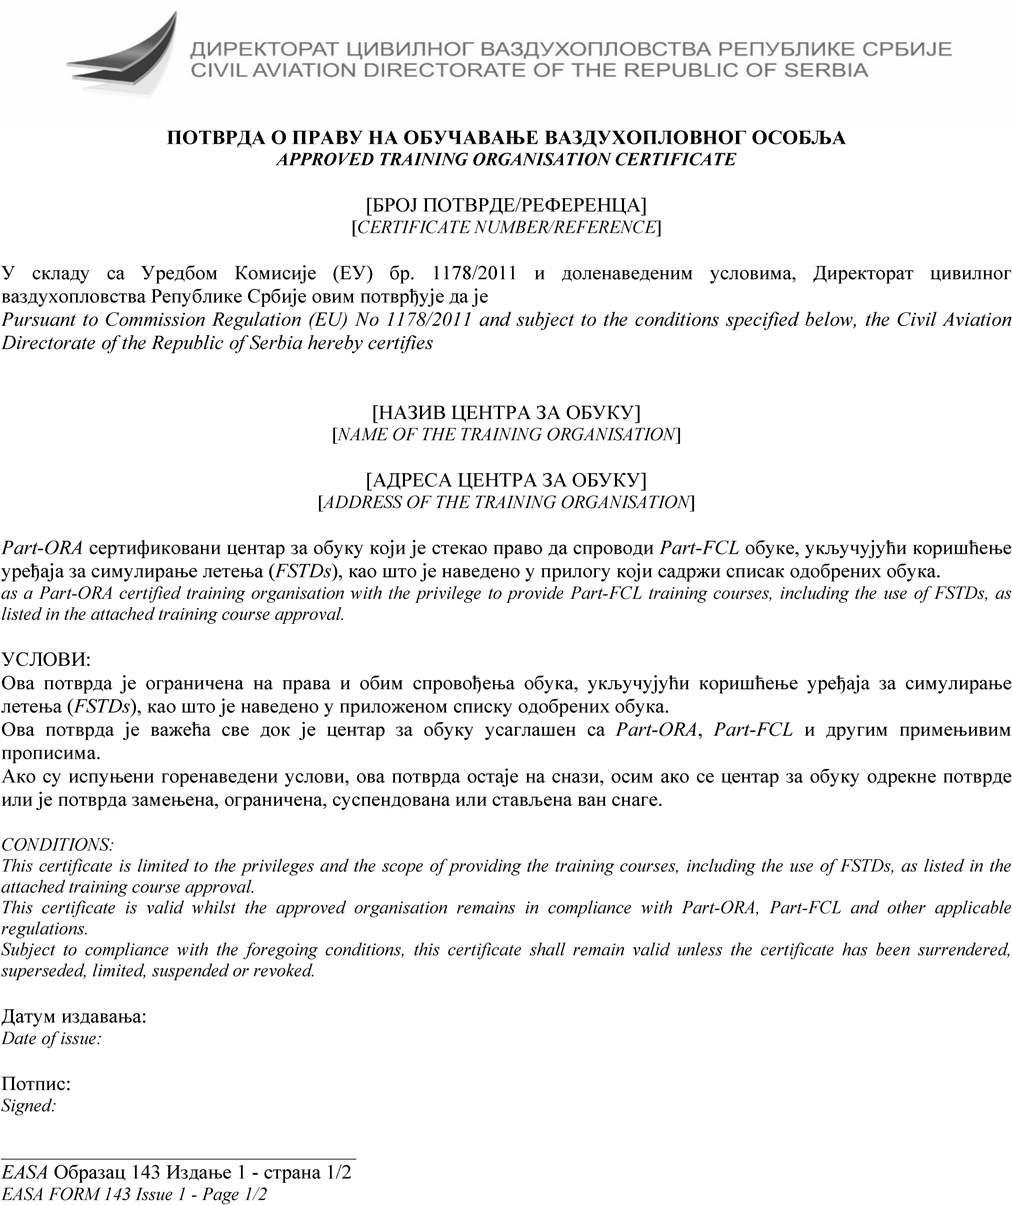 ДИРЕКТОРАТ ЦИВИЛНОГ ВАЗДУХОПЛОВСТВА РЕПУБЛИКЕ СРБИЈЕ
CIVIL AVIATION DIRECTORATE OF THE REPUBLIC OF SERBIA
ПОТВРДА О ПРАВУ НА ОБУЧАВАЊЕ ВАЗДУХОПЛОВНОГ ОСОБЉА
APPROVED TRAINING ORGANISATION CERTIFICATE
[БРОЈ ПОТВРДЕ/РЕФЕРЕНЦА]
[CERTIFICATE NUMBER/REFERENCE]
У складу са Уредбом Комисије (ЕУ) бр. 1178/2011 и доленаведеним условима, Директорат цивилног
ваздухопловства Републике Србије овим потврђује да је
Pursuant to Commission Regulation (EU) No 1178/2011 and subject to the conditions specified below, the Civil Aviation
Directorate of the Republic of Serbia hereby certifies
[НАЗИВ ЦЕНТРА ЗА ОБУКУ]
[NAME OF THE TRAINING ORGANISATION]
[АДРЕСА ЦЕНТРА ЗА ОБУКУ]
[ADDRESS OF THE TRAINING ORGANISATION]
Part-ORA сертификовани центар за обуку који је стекао право да спроводи Part-FCL обуке, укључујући коришћење
уређаја за симулирање летења (FSTDs), као што је наведено у прилогу који садржи списак одобрених обука.
as a Part-ORA certified training organisation with the privilege to provide Part-FCL training courses, including the use of FSTDs, as
listed in the attached training course approval.
УСЛОВИ:
Ова потврда је ограничена на права и обим спровођења обука, укључујући коришћење уређаја за симулирање
летења (FSTDs), као што је наведено у приложеном списку одобрених обука.
Ова потврда је важећа све док је центар за обуку усаглашен са Part-ORA, Part-FCL и другим примењивим
прописима.
Ако су испуњени горенаведени услови, ова потврда остаје на снази, осим ако се центар за обуку одрекне потврде
или је потврда замењена, ограничена, суспендована или стављена ван снаге.
CONDITIONS:
This certificate is limited to the privileges and the scope of providing the training courses, including the use of FSTDs, as listed in the
attached training course approval.
This certificate is valid whilst the approved organisation remains in compliance with Part-ORA, Part-FCL and other applicable
regulations.
Subject to compliance with the foregoing conditions, this certificate shall remain valid unless the certificate has been surrendered,
superseded, limited, suspended or revoked.
Датум издавања:
Date of issue:
Потпис:
Signed:
EASA Образац 143 Издање 1 - страна 1/2
EASA FORM 143 Issue 1 - Page 1/2